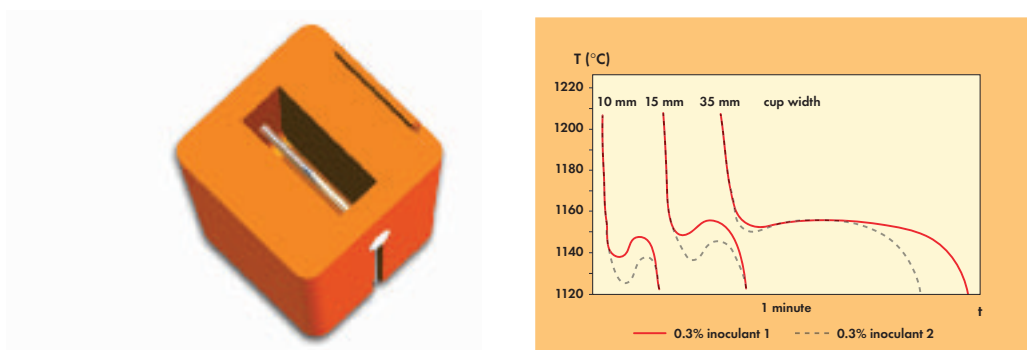 T (°C)
1220
10 mm 15 mm 35 mm cup width
1200
1180
1160
1140
1120
1 minute t
0.3% inoculant 1 0.3% inoculant 2